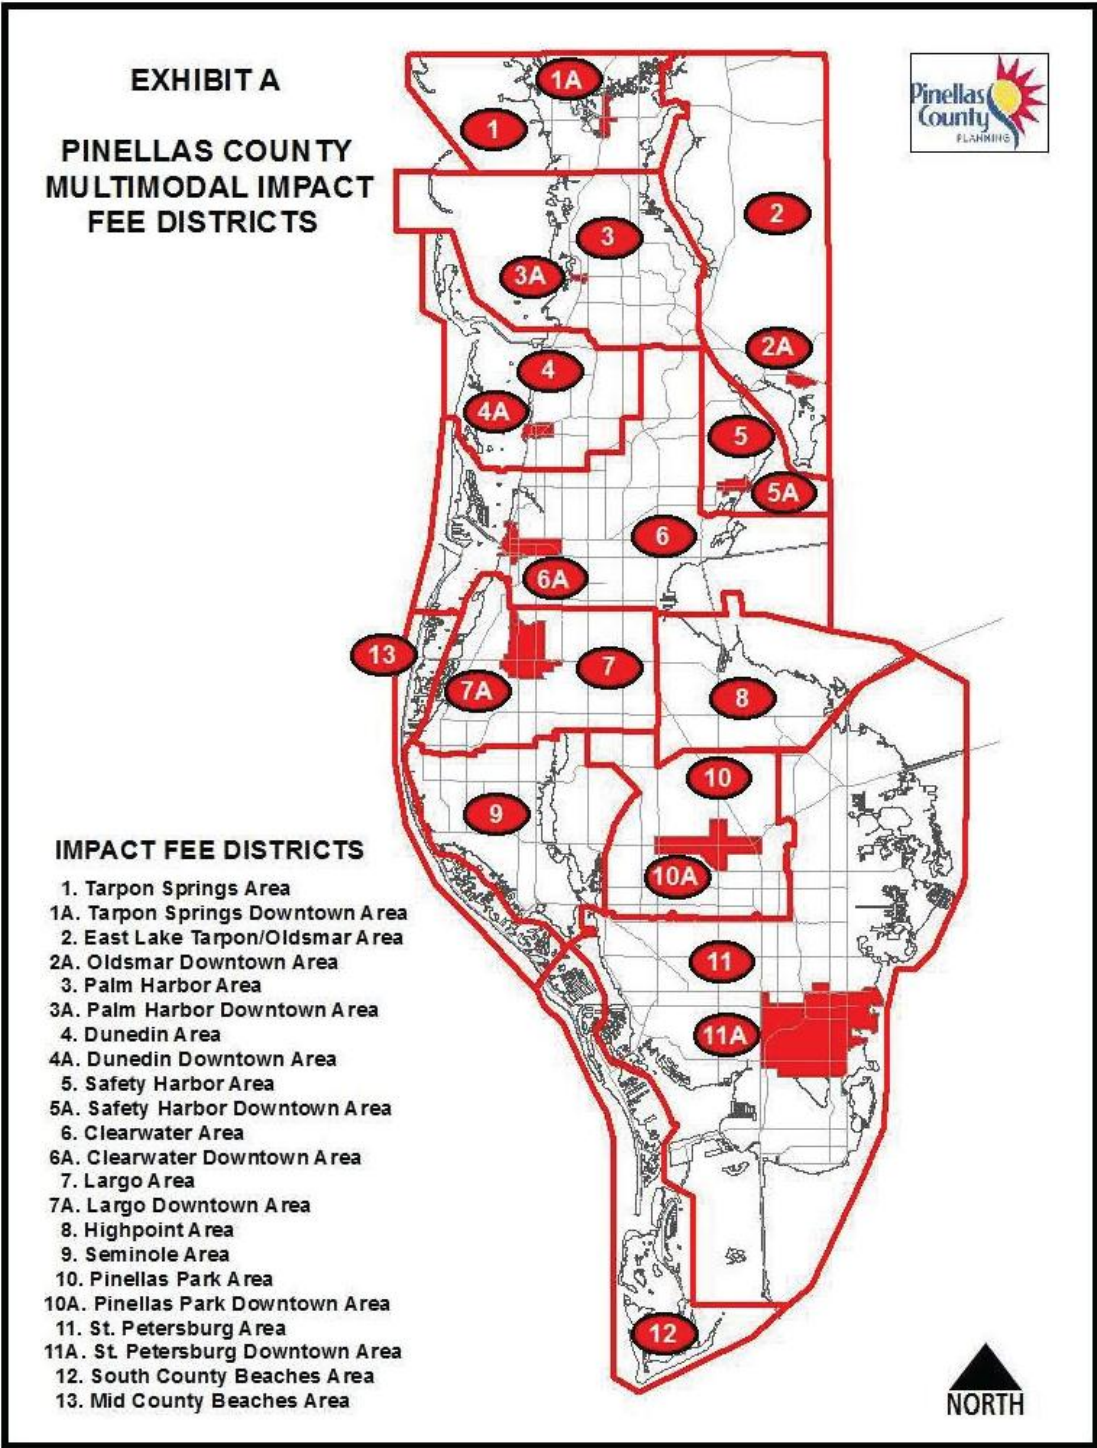 EXHIBIT A
PINELLAS COUNTY
MULTIMODAL IMPACT
FEE DISTRICTS
Pinellas
County
PLANNING
1A
1
2
3
3A
2A
4
4A
5
5A
6
6A
13
7
7A
8
10
9
10A
11
11A
12
IMPACT FEE DISTRICTS
1. Tarpon Springs Area
1A. Tarpon Springs Downtown Area
2. East Lake Tarpon/Oldsmar Area
2A. Oldsmar Downtown Area
3. Palm Harbor Area
3A. Palm Harbor Downtown Area
4. Dunedin Area
4A. Dunedin Downtown Area
5. Safety Harbor Area
5A. Safety Harbor Downtown Area
6. Clearwater Area
6A. Clearwater Downtown Area
7. Largo Area
7A. Largo Downtown Area
8. Highpoint Area
9. Seminole Area
10. Pinellas Park Area
10A. Pinellas Park Downtown Area
11. St. Petersburg Area
11A. St. Petersburg Downtown Area
12. South County Beaches Area
13. Mid County Beaches Area
NORTH